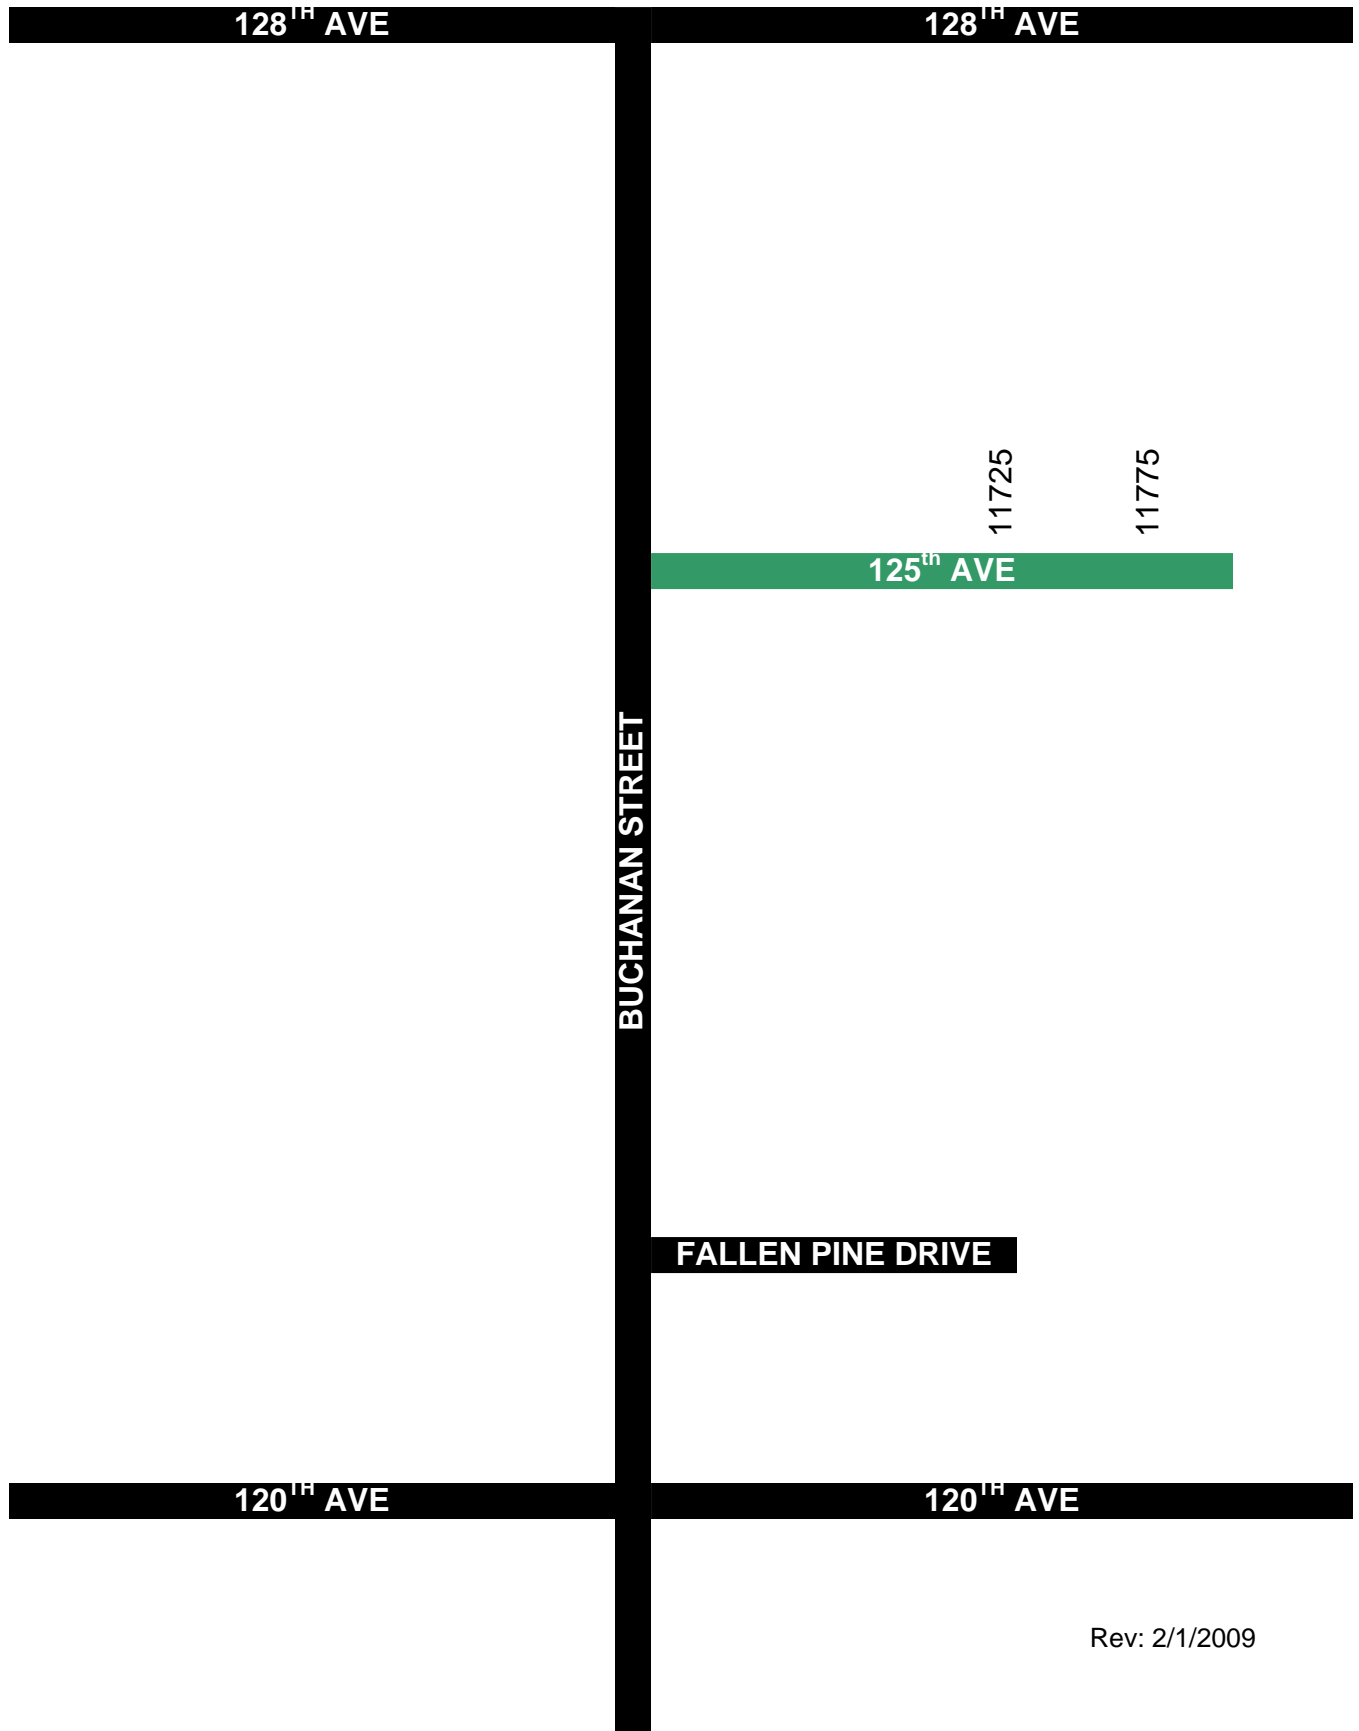 128TH AVE
128TH AVE
11725
11775
125th AVE
BUCHANAN STREET
FALLEN PINE DRIVE
120TH AVE
120TH AVE
Rev: 2/1/2009